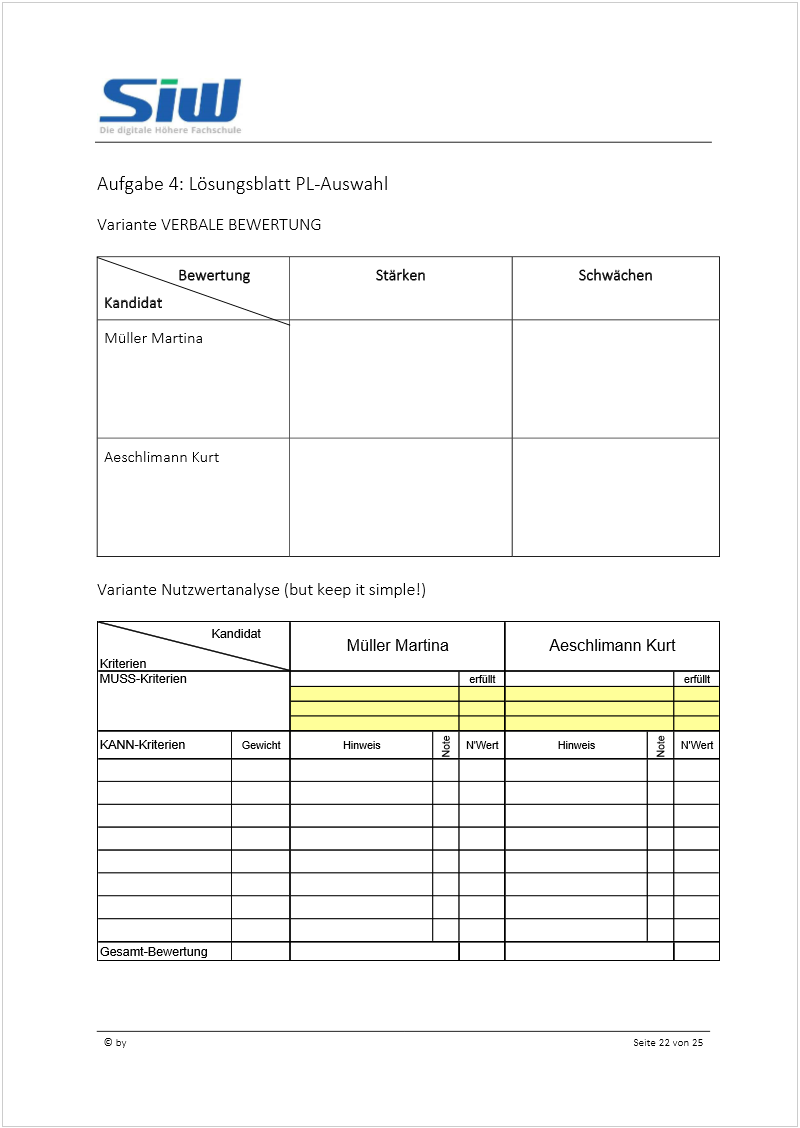 SIW
Die digitale Höhere Fachschule
Aufgabe 4: Lösungsblatt PL-Auswahl
Variante VERBALE BEWERTUNG
Bewertung
Kandidat
Stärken
Schwächen
Müller Martina
Aeschlimann Kurt
Variante Nutzwertanalyse (but keep it simple!)
Kandidat
Kriterien
Müller Martina
Aeschlimann Kurt
MUSS-Kriterien
erfüllt
erfüllt
KANN-Kriterien
Gewicht
Hinweis
Note
N'Wert
Hinweis
Note
N'Wert
Gesamt-Bewertung
© by
Seite 22 von 25